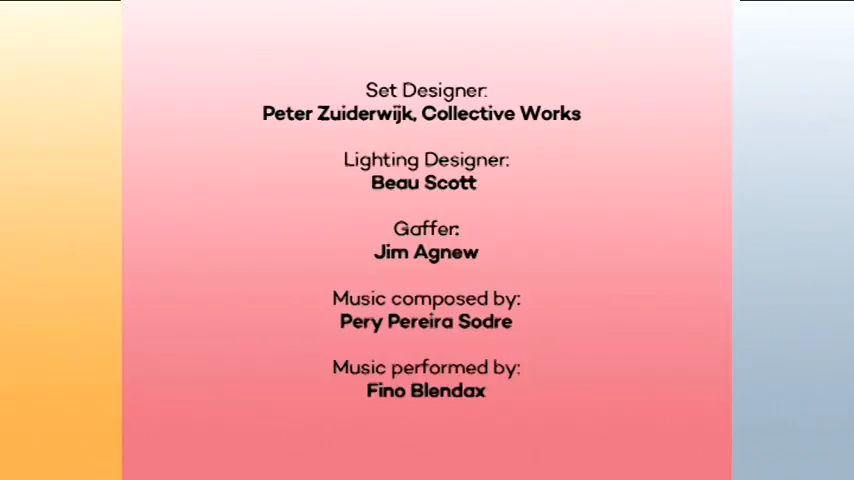 Set Designer:
Peter Zuiderwijk, Collective Works
Lighting Designer:
Beau Scott
Gaffer:
Jim Agnew
Music composed by:
Pery Pereira Sodre
Music performed by:
Fino Blendax